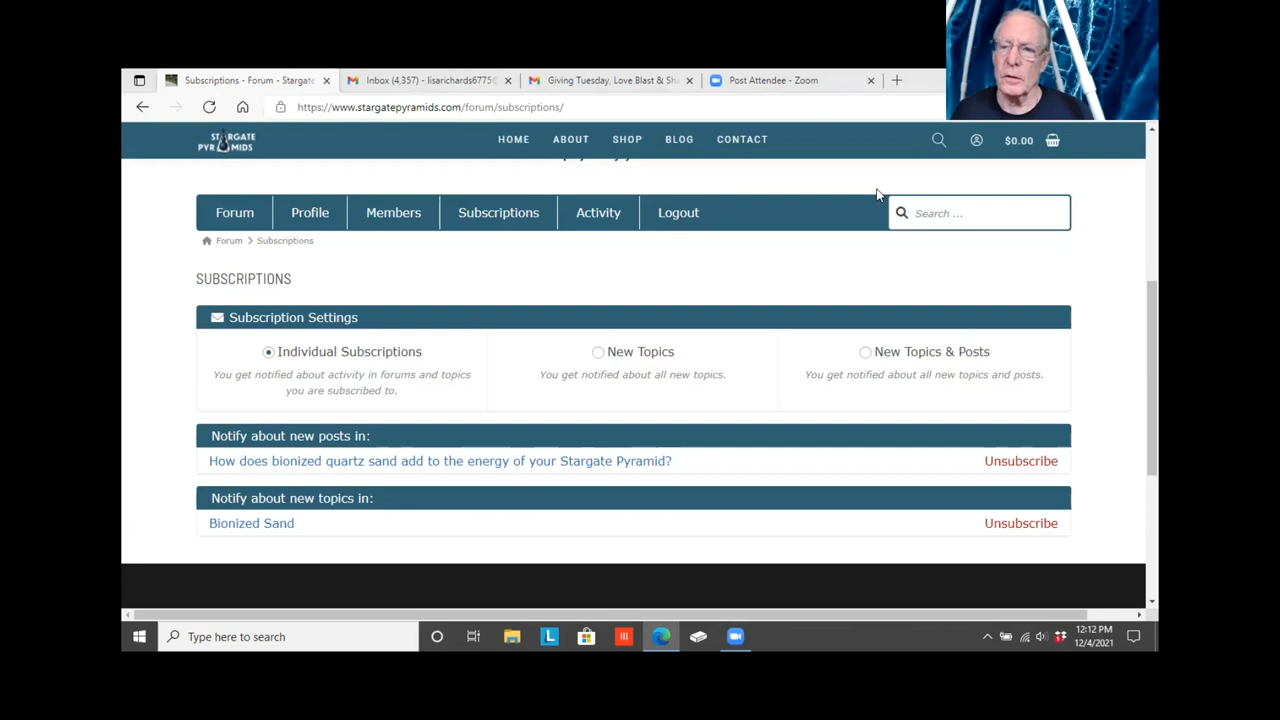 Subscriptions - Forum - Stargate
Inbox (4,357) - lisarichards6775@
Giving Tuesday, Love Blast & Sh
Post Attendee - Zoom
https://www.stargatepyramids.com/forum/subscriptions/
STARGATE
PYRAMIDS
HOME ABOUT SHOP BLOG CONTACT
$0.00
Forum Profile Members Subscriptions Activity Logout Search ...
Forum Subscriptions
SUBSCRIPTIONS
Subscription Settings
Individual Subscriptions
You get notified about activity in forums and topics
you are subscribed to.
New Topics
You get notified about all new topics.
New Topics & Posts
You get notified about all new topics and posts.
Notify about new posts in:
How does bionized quartz sand add to the energy of your Stargate Pyramid? Unsubscribe
Notify about new topics in:
Bionized Sand Unsubscribe
Type here to search
12:12 PM
12/4/2021